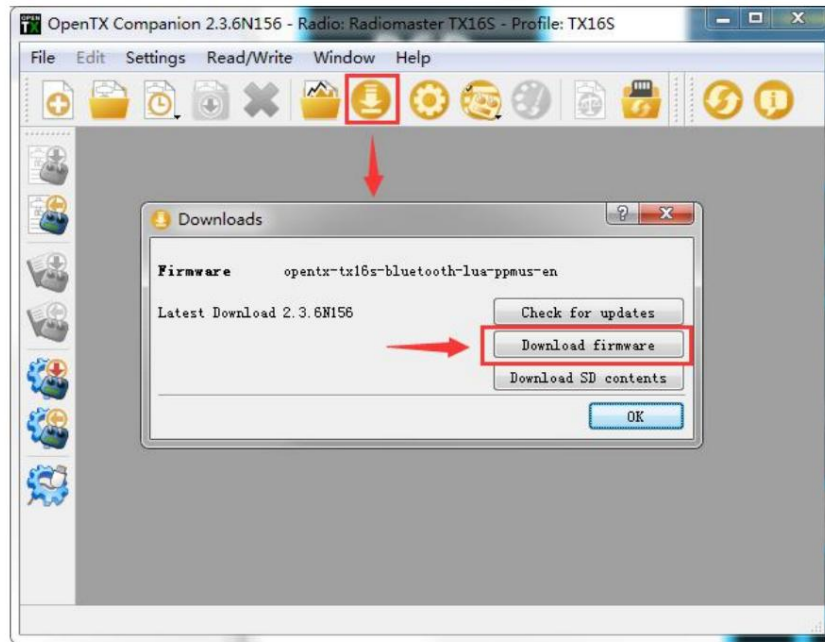 OPEN TX OpenTX Companion 2.3.6N156 - Radio: Radiomaster TX16S - Profile: TX16S
File Edit Settings Read/Write Window Help
Downloads
Firmware opentx-tx16s-bluetooth-lua-ppmus-en
Latest Download 2.3.6N156 Check for updates
Download firmware
Download SD contents
OK